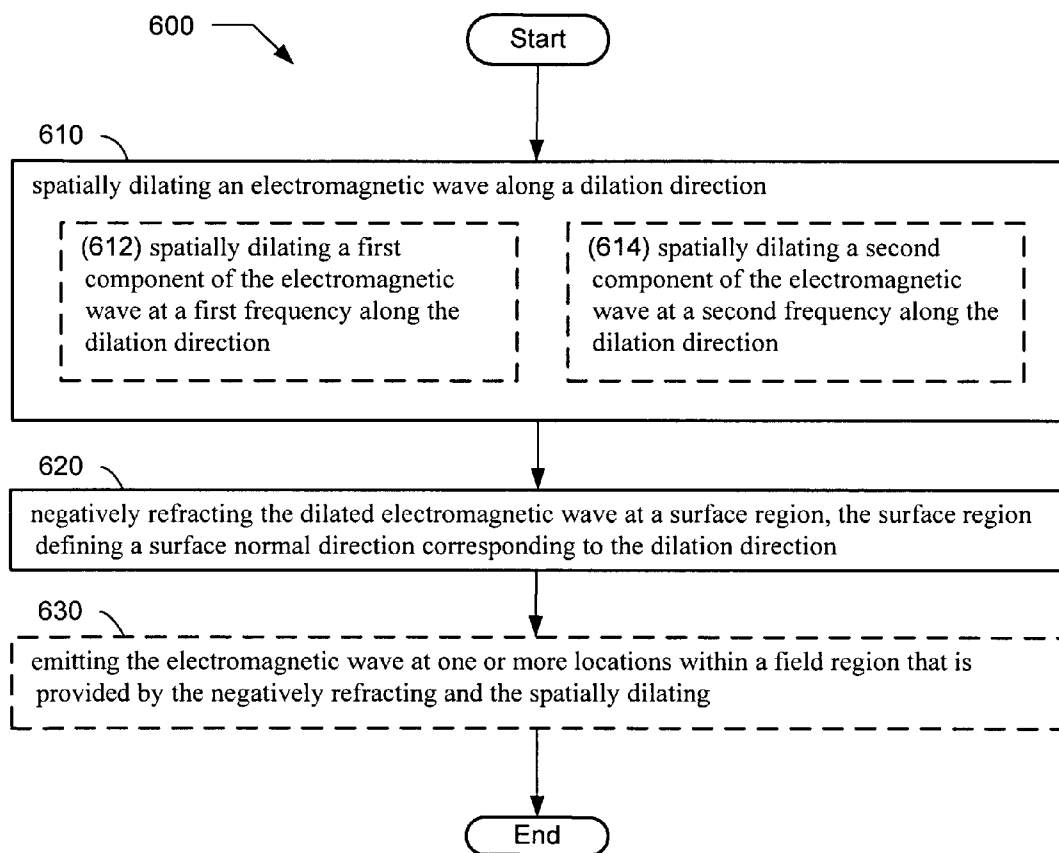 600
Start
610
spatially dilating an electromagnetic wave along a dilation direction
(612) spatially dilating a first
component of the electromagnetic
wave at a first frequency along the
dilation direction
(614) spatially dilating a second
component of the electromagnetic
wave at a second frequency along the
dilation direction
620
negatively refracting the dilated electromagnetic wave at a surface region, the surface region
defining a surface normal direction corresponding to the dilation direction
630
emitting the electromagnetic wave at one or more locations within a field region that is
provided by the negatively refracting and the spatially dilating
End